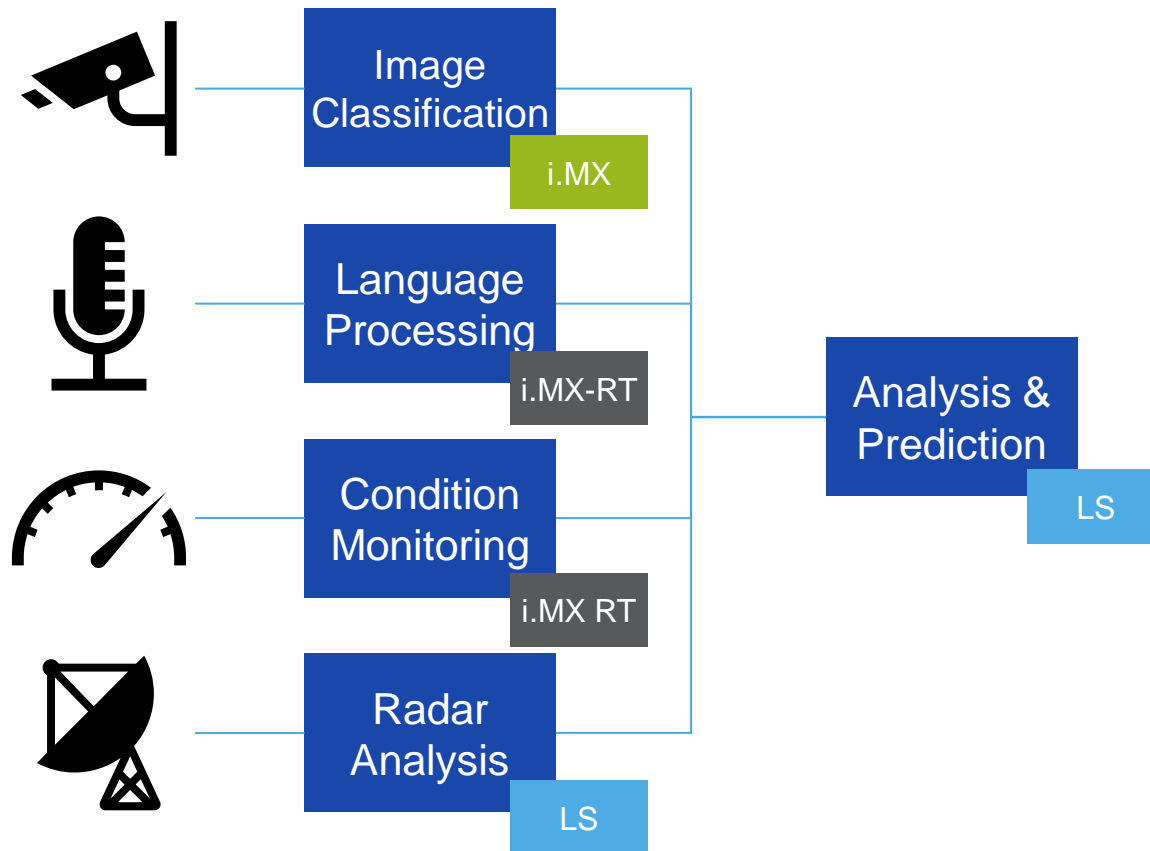 Image
Classification
i.MX
Language
Processing
i.MX-RT
Condition
Monitoring
i.MX RT
Radar
Analysis
LS
Analysis &
Prediction
LS